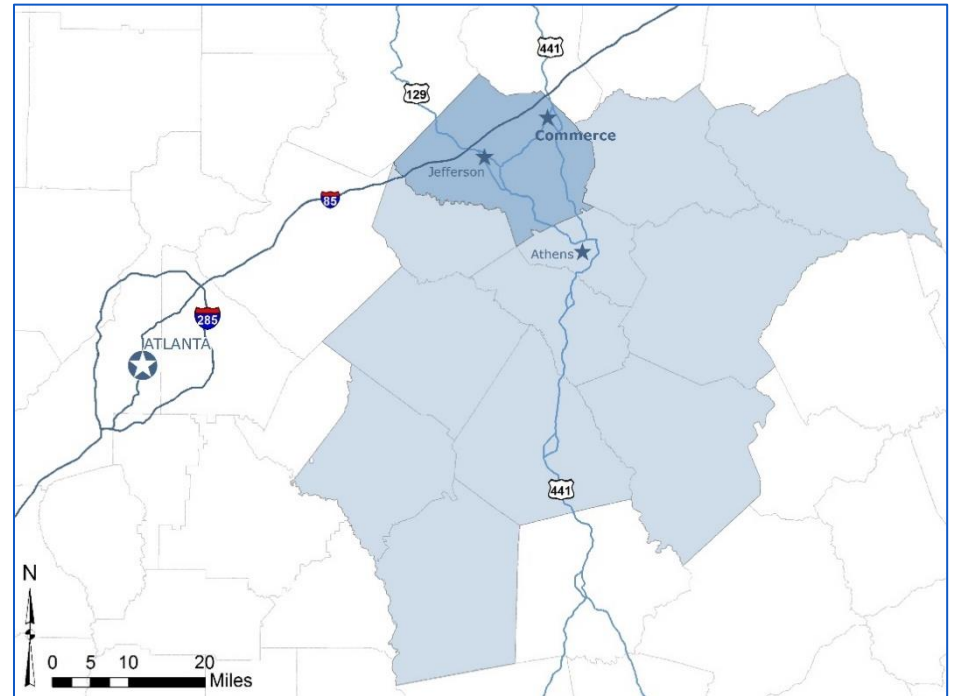 441
129
Commerce
Jefferson
85
Athens
285
ATLANTA
441
N
0 5 10 20
Miles